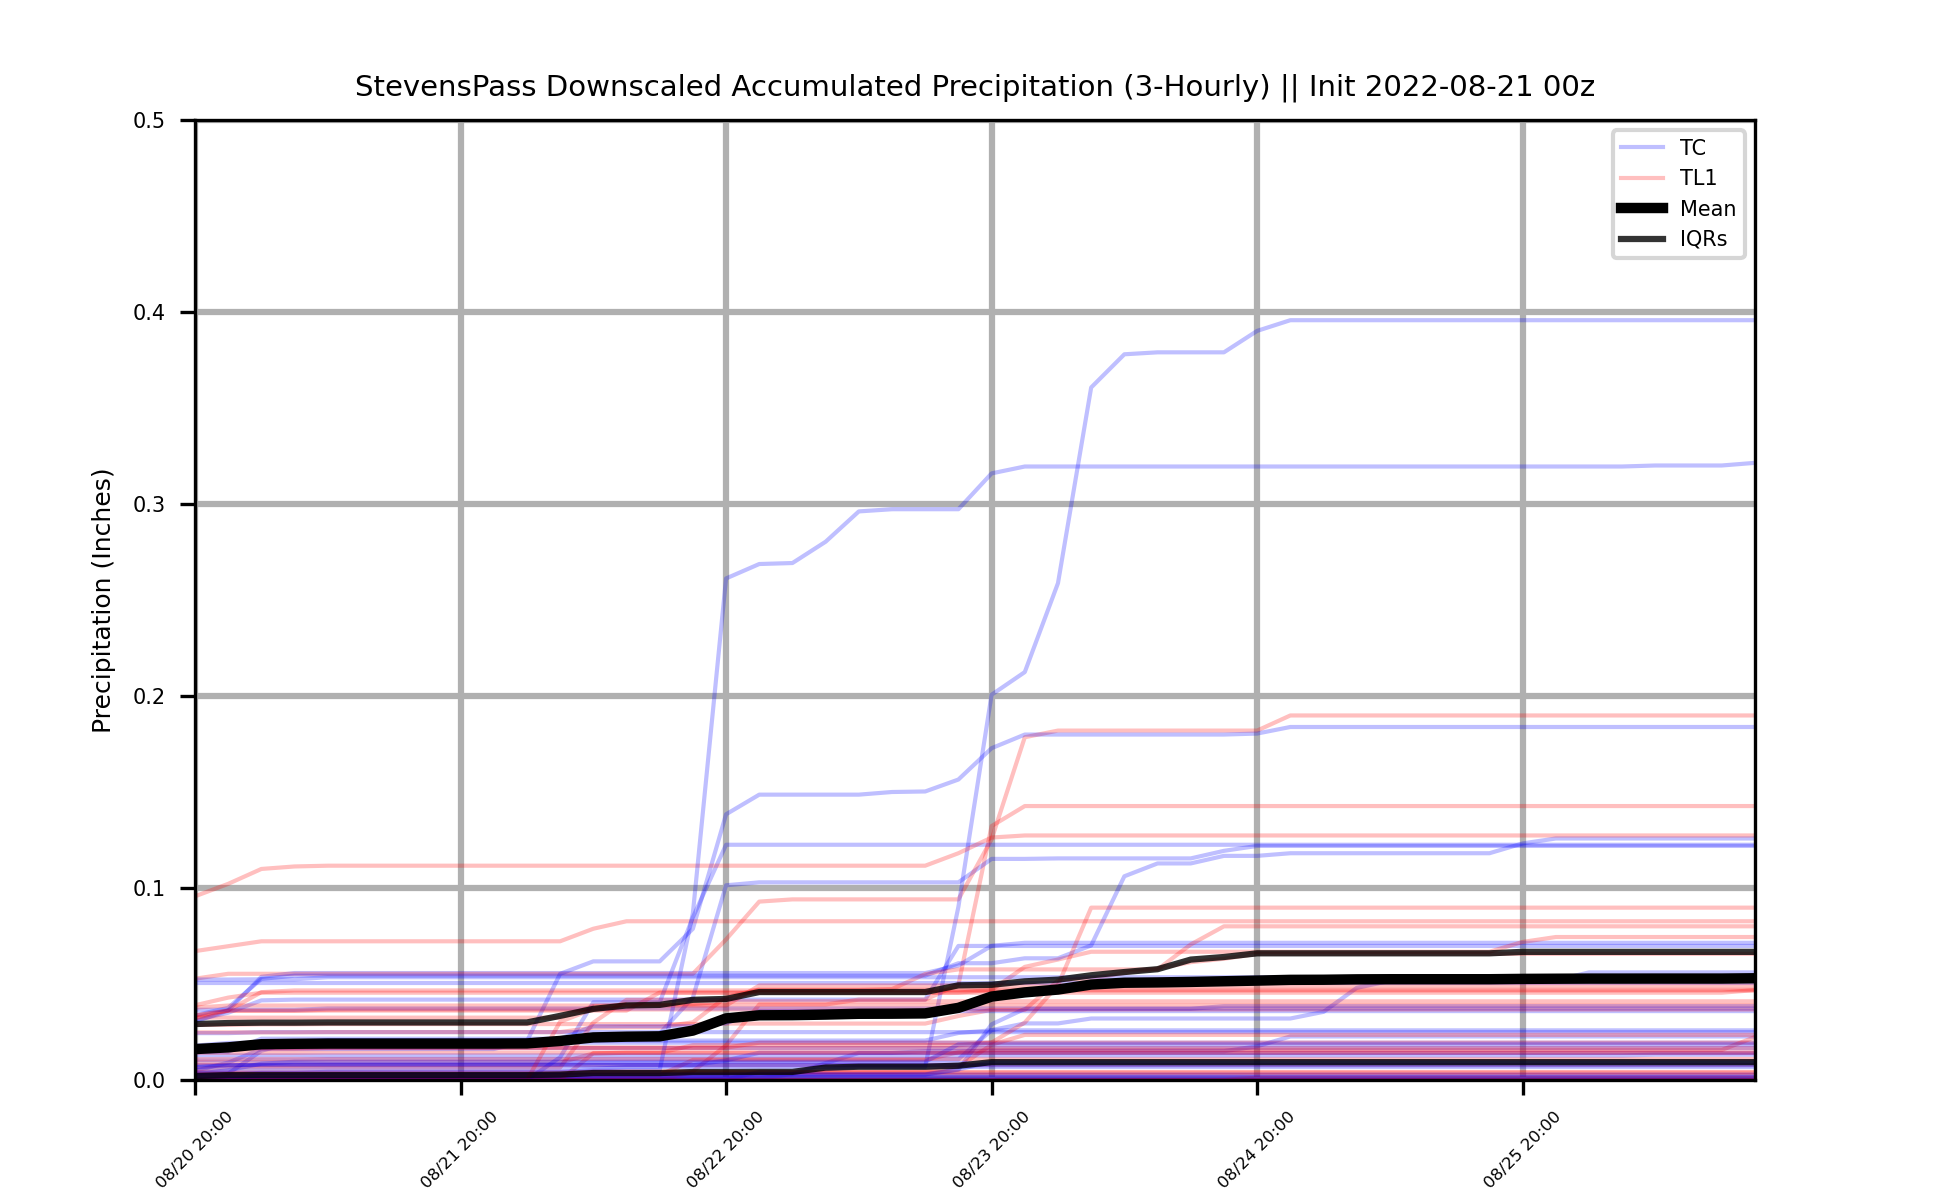 StevensPass Downscaled Accumulated Precipitation (3-Hourly) || Init 2022-08-21 00z
Precipitation (Inches)
0.5
0.4
0.3
0.2
0.1
0.0
TC
TL1
Mean
IQRs
08/20 20:00
08/21 20:00
08/22 20:00
08/23 20:00
08/24 20:00
08/25 20:00